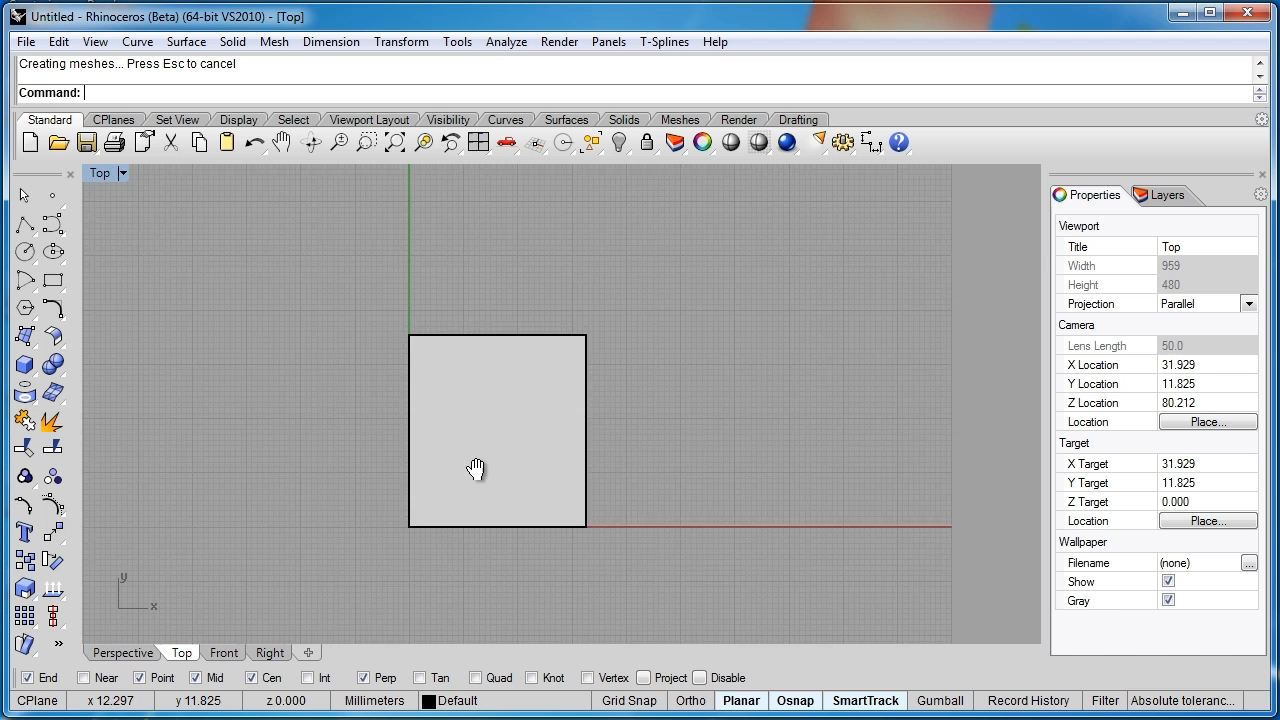 Untitled - Rhinoceros (Beta) (64-bit VS2010) - [Top]
File Edit View Curve Surface Solid Mesh Dimension Transform Tools Analyze Render Panels T-Splines Help
Creating meshes... Press Esc to cancel
Command:
Standard CPlanes Set View Display Select Viewport Layout Visibility Curves Surfaces Solids Meshes Render Drafting
Top
Properties Layers
Viewport
Title Top
Width 959
Height 480
Projection Parallel
Camera
Lens Length 50.0
X Location 31.929
Y Location 11.825
Z Location 80.212
Location Place...
Target
X Target 31.929
Y Target 11.825
Z Target 0.000
Location Place...
Wallpaper
Filename (none) ...
Show
Gray
y
x
Perspective Top Front Right
End Near Point Mid Cen Int Perp Tan Quad Knot Vertex Project Disable
CPlane x 12.297 y 11.825 z 0.000 Millimeters Default Grid Snap Ortho Planar Osnap SmartTrack Gumball Record History Filter Absolute toleranc...